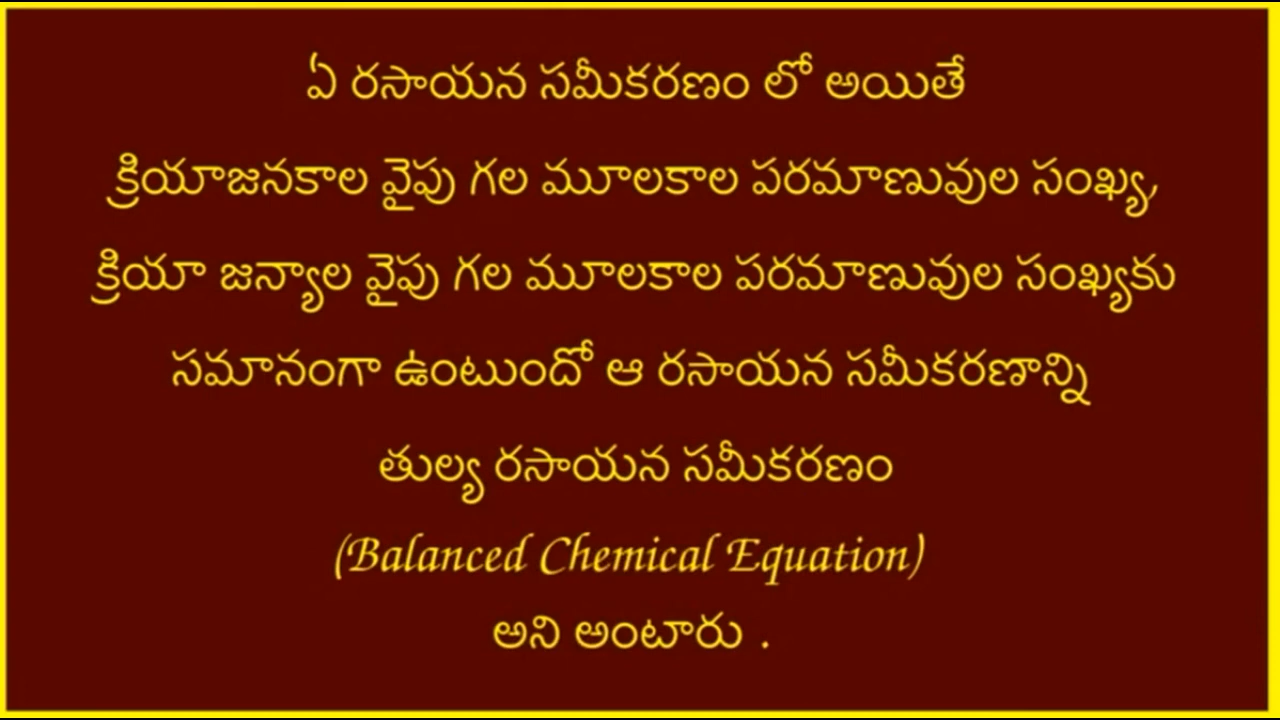 ఏ రసాయన సమీకరణం లో అయితే
క్రియాజనకాల వైపు గల మూలకాల పరమాణువుల సంఖ్య,
క్రియా జన్యాల వైపు గల మూలకాల పరమాణువుల సంఖ్యకు
సమానంగా ఉంటుందో ఆ రసాయన సమీకరణాన్ని
తుల్య రసాయన సమీకరణం
(Balanced Chemical Equation)
అని అంటారు .